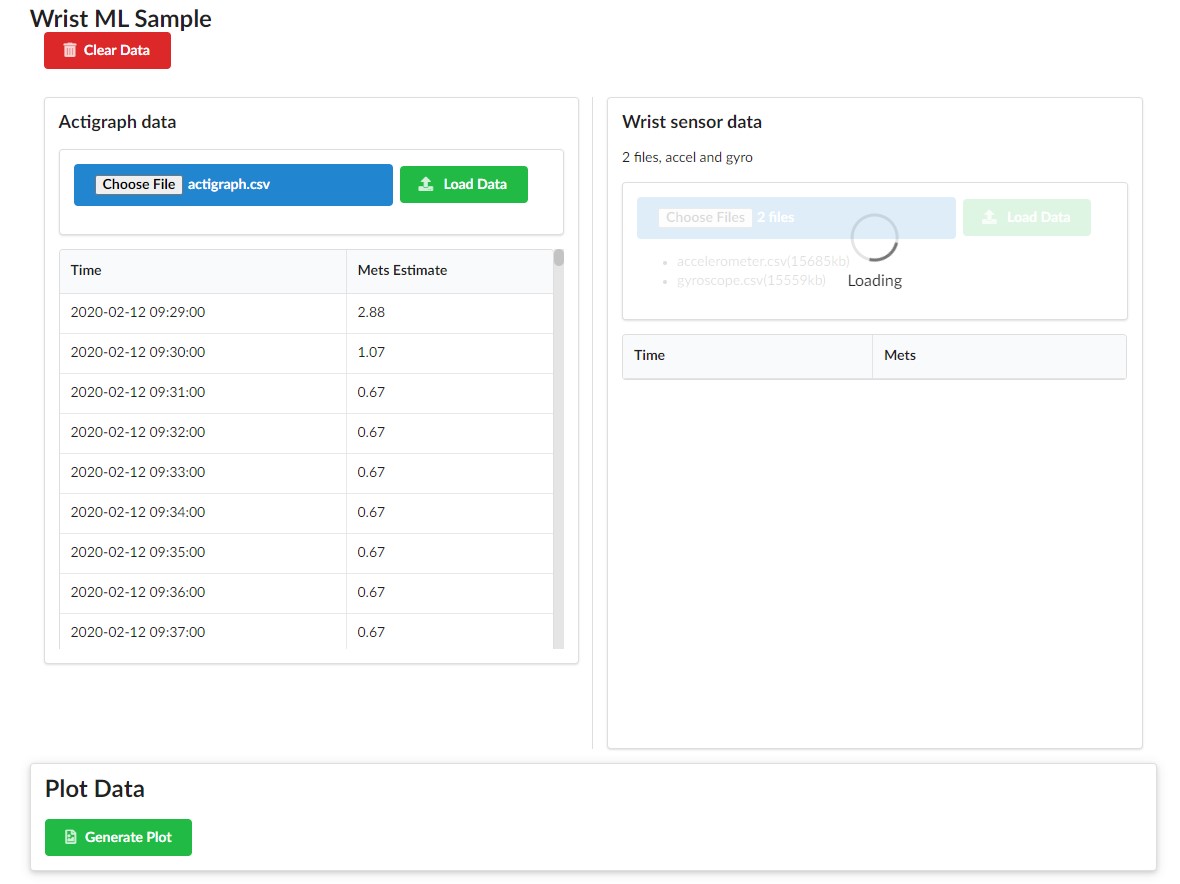 Wrist ML Sample
Clear Data
Actigraph data
Choose File actigraph.csv
Load Data
Time Mets Estimate
2020-02-12 09:29:00 2.88
2020-02-12 09:30:00 1.07
2020-02-12 09:31:00 0.67
2020-02-12 09:32:00 0.67
2020-02-12 09:33:00 0.67
2020-02-12 09:34:00 0.67
2020-02-12 09:35:00 0.67
2020-02-12 09:36:00 0.67
2020-02-12 09:37:00 0.67
Wrist sensor data
2 files, accel and gyro
Choose Files 2 files
Load Data
accelerometer.csv(15685kb)
gyroscope.csv(15559kb)
Loading
Time Mets
Plot Data
Generate Plot